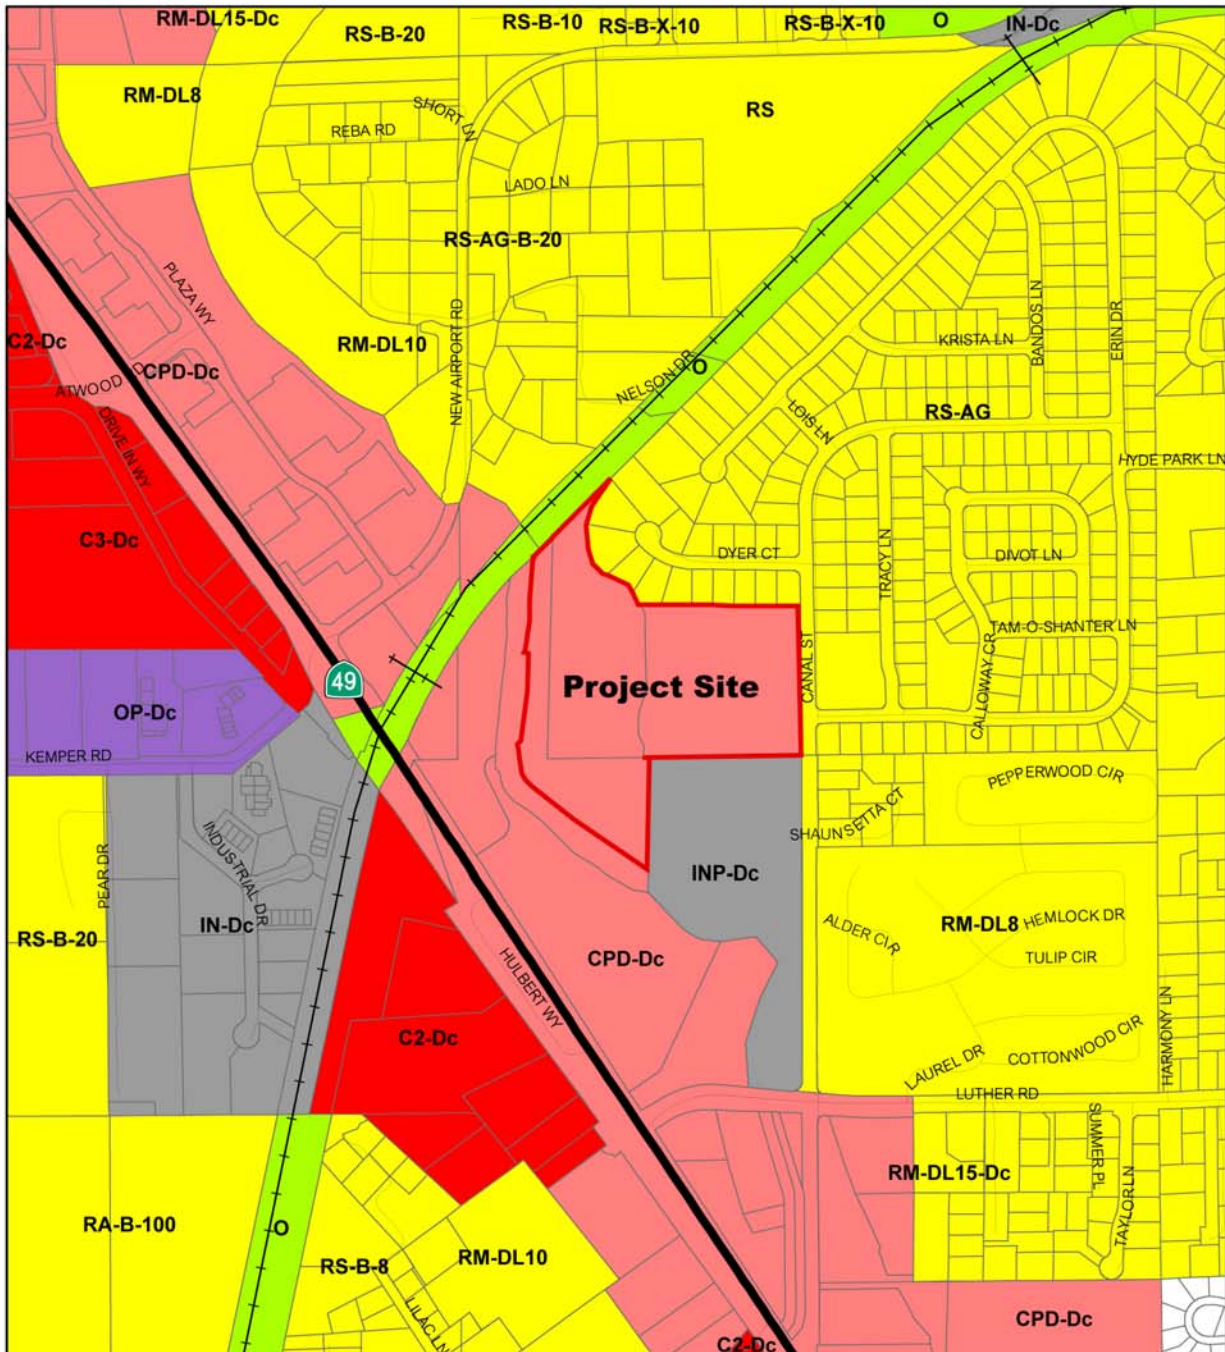 RM-DL15-Dc
RS-B-20
RS-B-10
RS-B-X-10
RS-B-X-10
O
IN-Dc
RM-DL8
SHORT LN
REBA RD
RS
LADO LN
RS-AG-B-20
PLAZA WY
NEW AIRPORT RD
RM-DL10
C2-Dc
ATWOOD RD
CPD-Dc
DRIVE IN WY
NELSON DR
O
KRISTA LN
BANDOS LN
ERIN DR
LOIS LN
RS-AG
HYDE PARK LN
C3-Dc
DYER CT
TRACY LN
DIVOT LN
TAM-O-SHANTER LN
CANAL ST
CALLOWAY CR
49
Project Site
OP-Dc
KEMPER RD
PEPPERWOOD CIR
SHAUNSETTA CT
INDUSTRIAL DR
PEAR DR
INP-Dc
IN-Dc
RS-B-20
ALDER CIR
RM-DL8
HEMLOCK DR
TULIP CIR
CPD-Dc
HULBERT WY
C2-Dc
COTTONWOOD CIR
LAUREL DR
HARMONY LN
LUTHER RD
SUMMER PL
RM-DL15-Dc
TAYLOR LN
RA-B-100
O
RS-B-8
RM-DL10
LILAC LN
CPD-Dc
C2-Dc